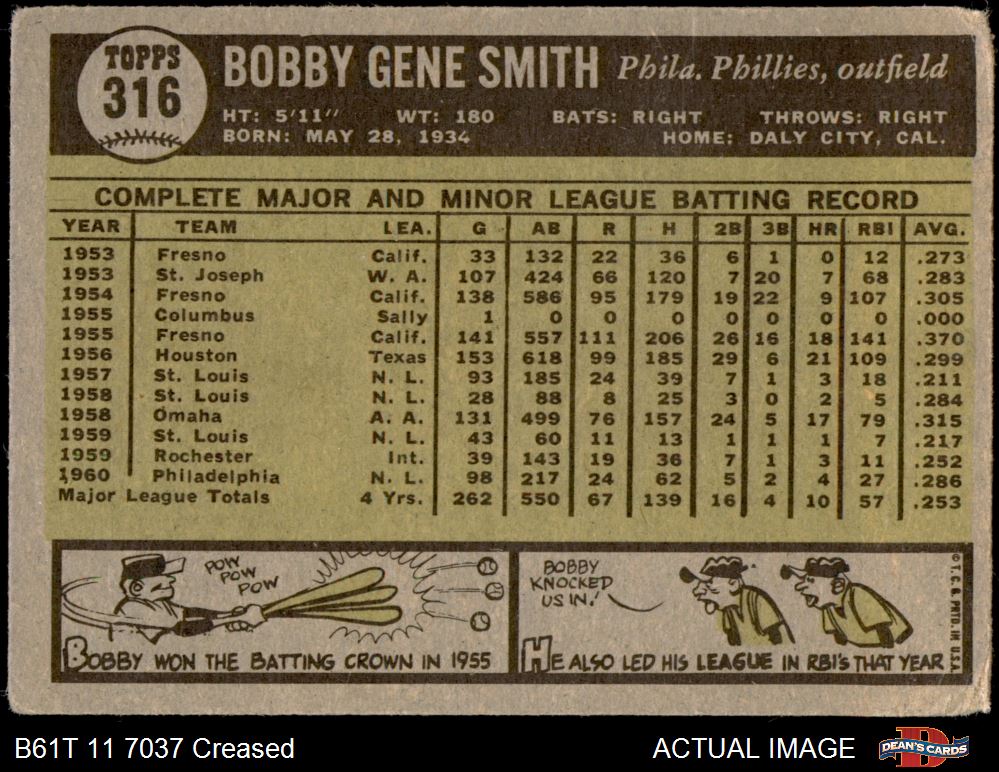 TOPPS
316
BOBBY GENE SMITH Phila. Phillies, outfield
HT: 5'11" WT: 180 BATS: RIGHT THROWS: RIGHT
BORN: MAY 28, 1934 HOME: DALY CITY, CAL.
COMPLETE MAJOR AND MINOR LEAGUE BATTING RECORD
YEAR TEAM LEA. G AB R H 2B 3B HR RBI AVG.
1953 Fresno Calif. 33 132 22 36 6 1 0 12 .273
1953 St. Joseph W. A. 107 424 66 120 7 20 7 68 .283
1954 Fresno Calif. 138 586 95 179 19 22 9 107 .305
1955 Columbus Sally 1 0 0 0 0 0 0 0 .000
1955 Fresno Calif. 141 557 111 206 26 16 18 141 .370
1956 Houston Texas 153 618 99 185 29 6 21 109 .299
1957 St. Louis N. L. 93 185 24 39 7 1 3 18 .211
1958 St. Louis N. L. 28 88 8 25 3 0 2 5 .284
1958 Omaha A. A. 131 499 76 157 24 5 17 79 .315
1959 St. Louis N. L. 43 60 11 13 1 1 1 7 .217
1959 Rochester Int. 39 143 19 36 7 1 3 11 .252
1960 Philadelphia N. L. 98 217 24 62 5 2 4 27 .286
Major League Totals 4 Yrs. 262 550 67 139 16 4 10 57 .253
POW
POW
POW
BOBBY WON THE BATTING CROWN IN 1955
BOBBY
KNOCKED
US IN!
HE ALSO LED HIS LEAGUE IN RBI'S THAT YEAR
© T. C. G. PRTD. IN U.S.A.
B61T 11 7037 Creased ACTUAL IMAGE
DEAN'S CARDS